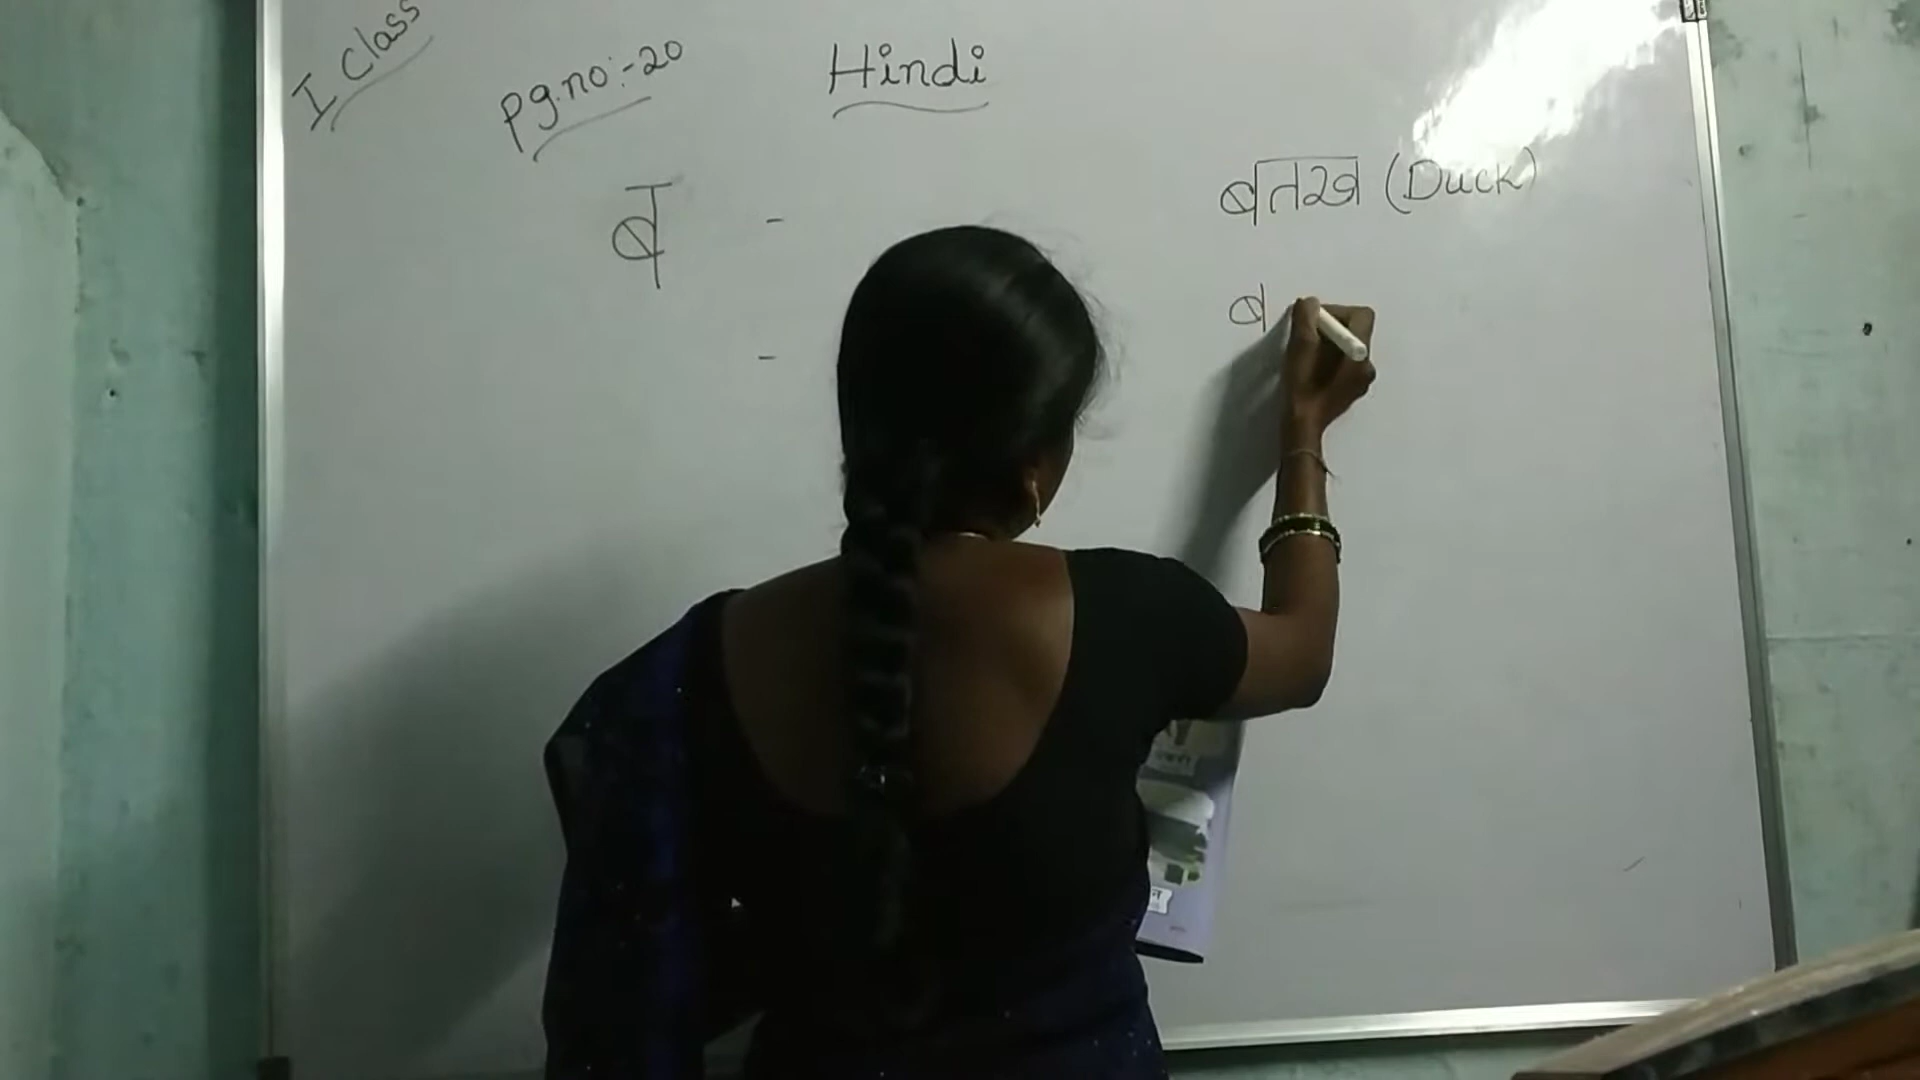 I Class
Pg.no:-20
Hindi
ब -
बतख (Duck)
- ब